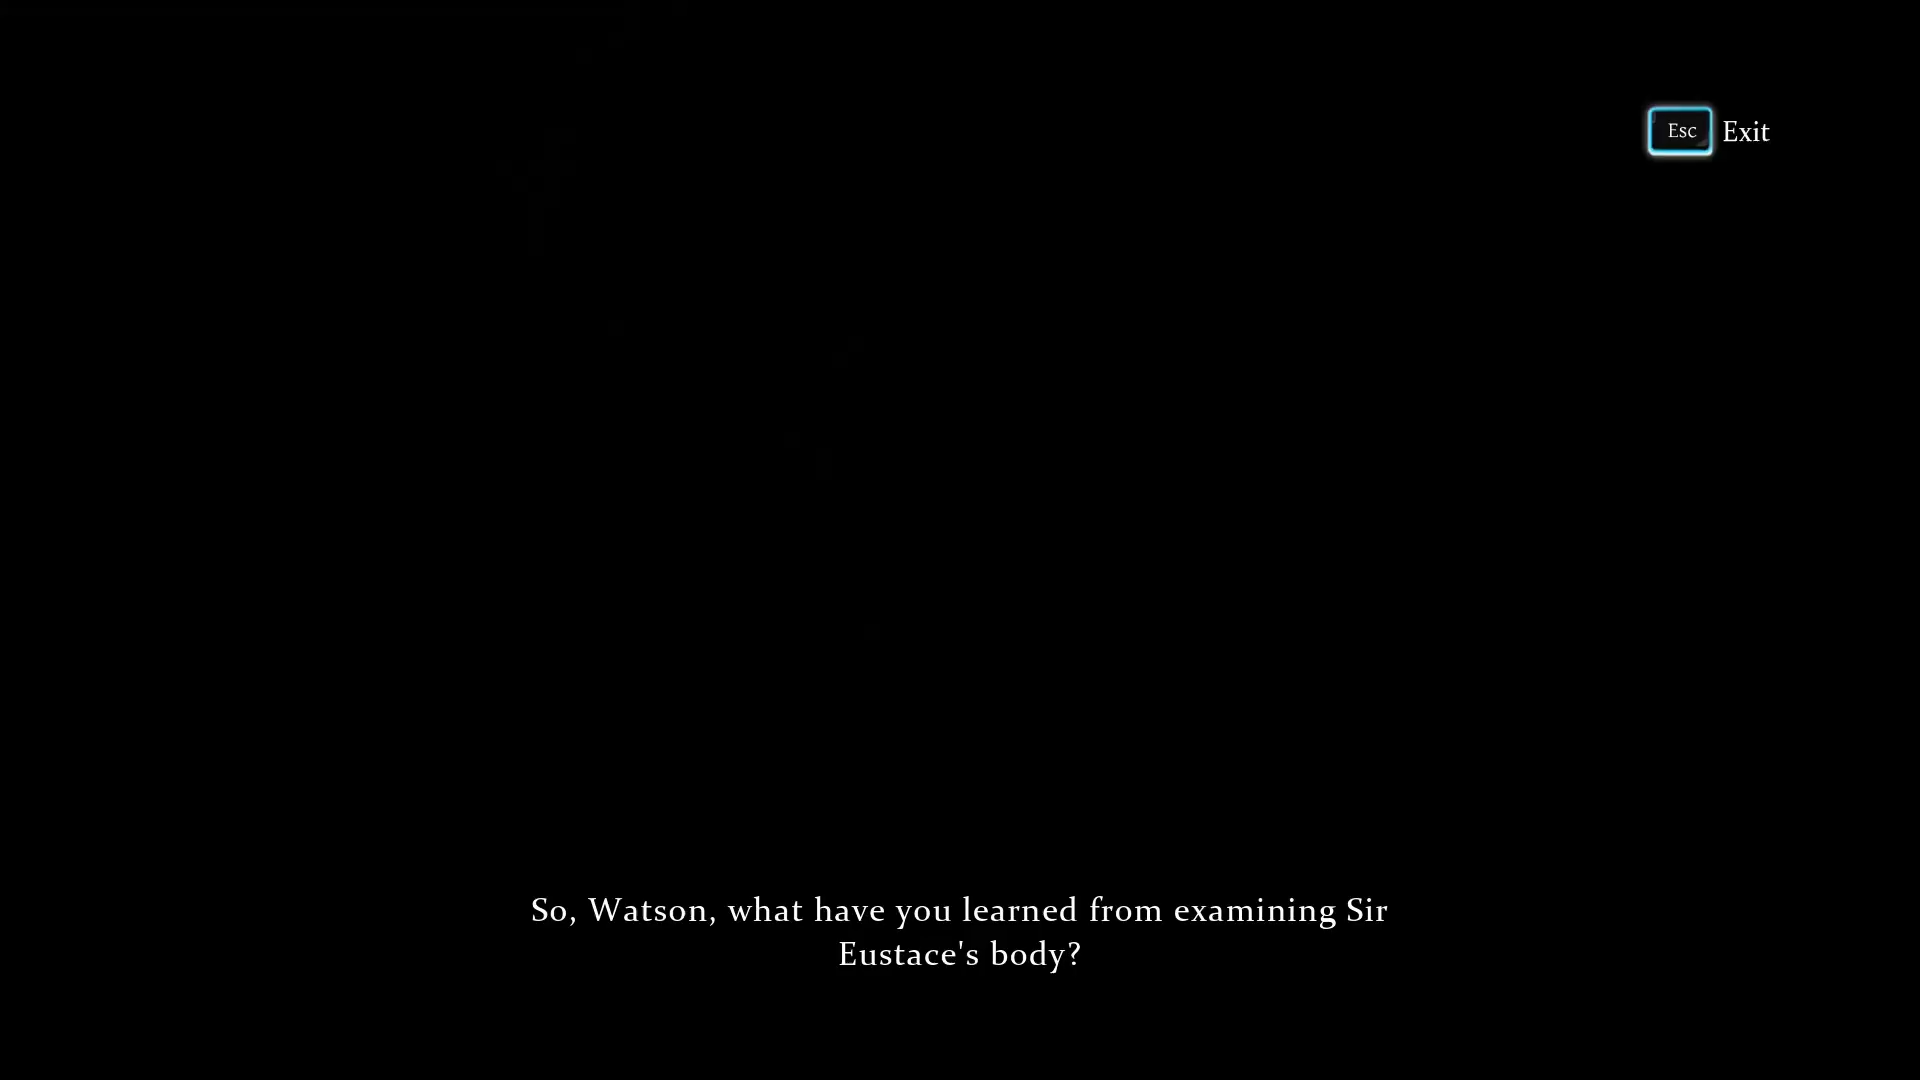 Esc Exit
So, Watson, what have you learned from examining Sir
Eustace's body?